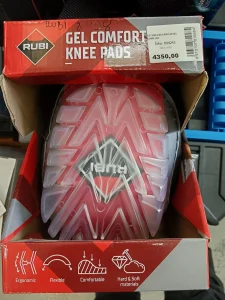 RUBI
GEL COMFORT
KNEE PADS
4350,00
RUBI
Ergonomic
Flexible
Comfortable
Hard & Soft
materials